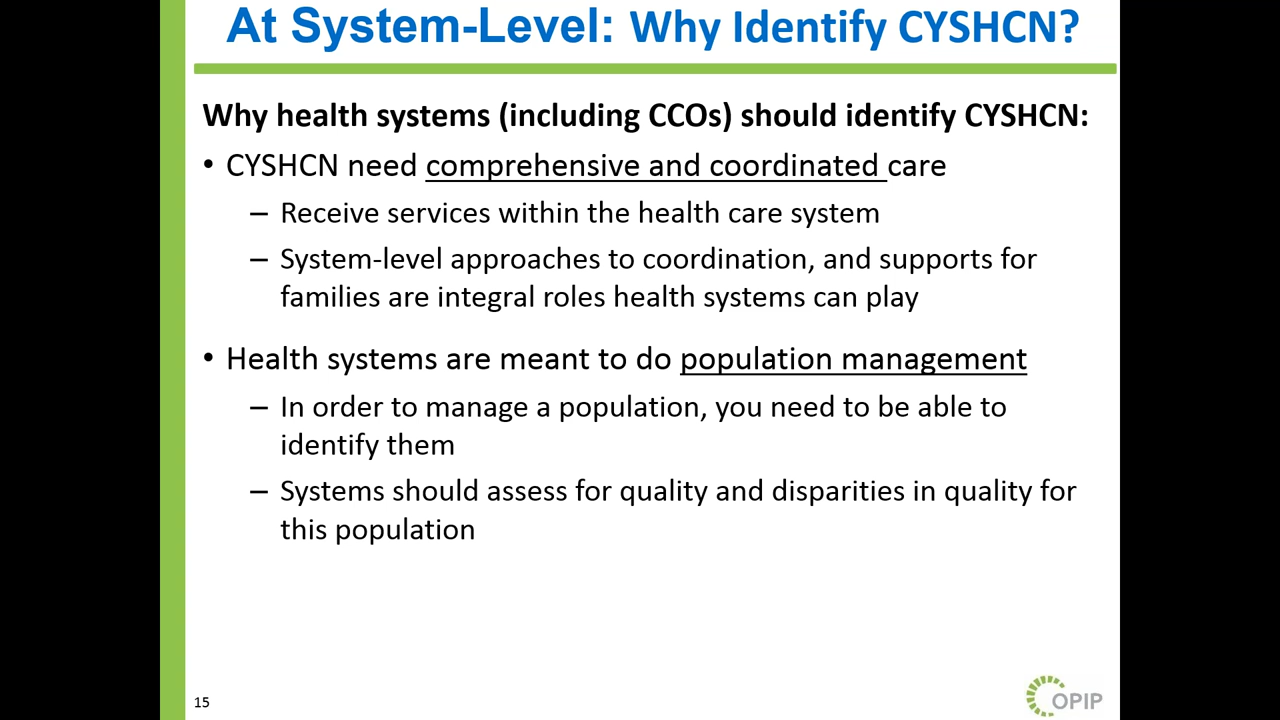 At System-Level: Why Identify CYSHCN?
Why health systems (including CCOs) should identify CYSHCN:
• CYSHCN need comprehensive and coordinated care
– Receive services within the health care system
– System-level approaches to coordination, and supports for
families are integral roles health systems can play
• Health systems are meant to do population management
– In order to manage a population, you need to be able to
identify them
– Systems should assess for quality and disparities in quality for
this population
15
OPIP